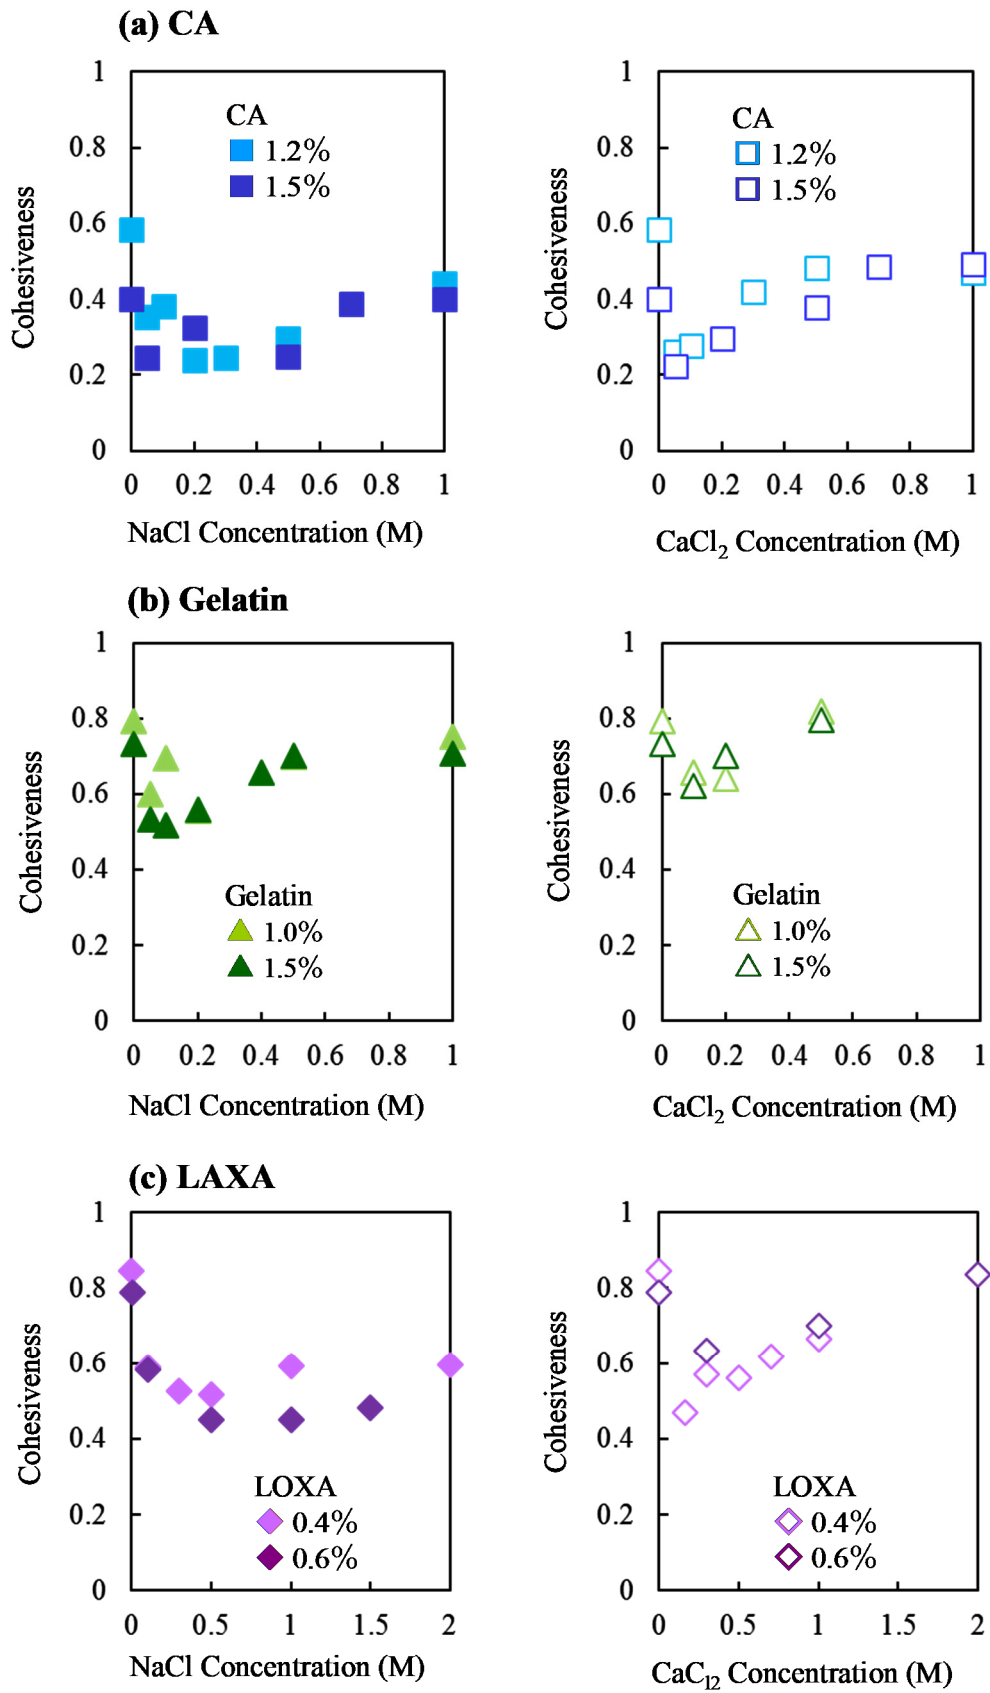 (a) CA
1
0.8
0.6
0.4
0.2
0
Cohesiveness
CA
1.2%
1.5%
0 0.2 0.4 0.6 0.8 1
NaCl Concentration (M)
1
0.8
0.6
0.4
0.2
0
Cohesiveness
CA
1.2%
1.5%
0 0.2 0.4 0.6 0.8 1
CaCl2 Concentration (M)
(b) Gelatin
1
0.8
0.6
0.4
0.2
0
Cohesiveness
Gelatin
1.0%
1.5%
0 0.2 0.4 0.6 0.8 1
NaCl Concentration (M)
1
0.8
0.6
0.4
0.2
0
Cohesiveness
Gelatin
1.0%
1.5%
0 0.2 0.4 0.6 0.8 1
CaCl2 Concentration (M)
(c) LAXA
1
0.8
0.6
0.4
0.2
0
Cohesiveness
LOXA
0.4%
0.6%
0 0.5 1 1.5 2
NaCl Concentration (M)
1
0.8
0.6
0.4
0.2
0
Cohesiveness
LOXA
0.4%
0.6%
0 0.5 1 1.5 2
CaCl2 Concentration (M)